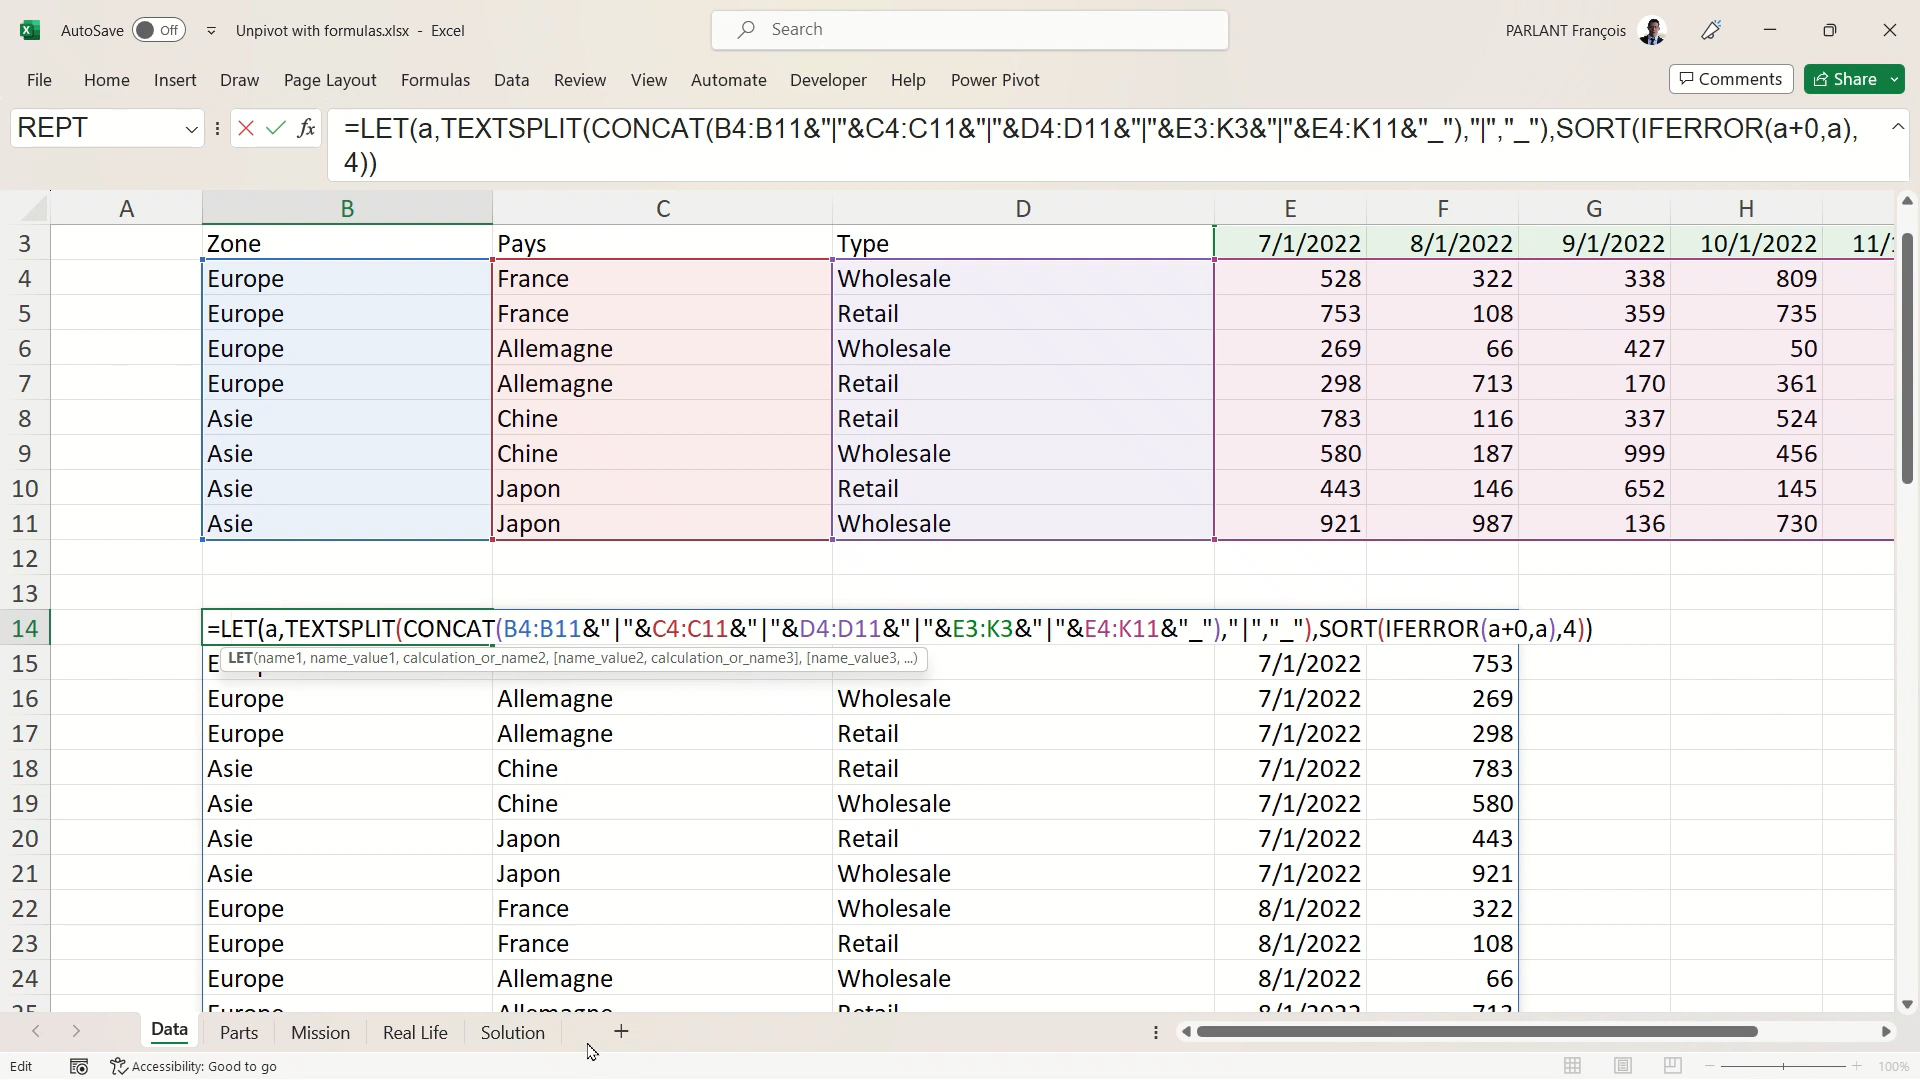 AutoSave Off Unpivot with formulas.xlsx - Excel Search PARLANT François
File Home Insert Draw Page Layout Formulas Data Review View Automate Developer Help Power Pivot Comments Share
REPT fx =LET(a,TEXTSPLIT(CONCAT(B4:B11&"|"&C4:C11&"|"&D4:D11&"|"&E3:K3&"|"&E4:K11&"_"),"|","_"),SORT(IFERROR(a+0,a),
4))
A B C D E F G H
3 Zone Pays Type 7/1/2022 8/1/2022 9/1/2022 10/1/2022 11/
4 Europe France Wholesale 528 322 338 809
5 Europe France Retail 753 108 359 735
6 Europe Allemagne Wholesale 269 66 427 50
7 Europe Allemagne Retail 298 713 170 361
8 Asie Chine Retail 783 116 337 524
9 Asie Chine Wholesale 580 187 999 456
10 Asie Japon Retail 443 146 652 145
11 Asie Japon Wholesale 921 987 136 730
12
13
14 =LET(a,TEXTSPLIT(CONCAT(B4:B11&"|"&C4:C11&"|"&D4:D11&"|"&E3:K3&"|"&E4:K11&"_"),"|","_"),SORT(IFERROR(a+0,a),4))
LET(name1, name_value1, calculation_or_name2, [name_value2, calculation_or_name3], [name_value3, ...)
15 E 7/1/2022 753
16 Europe Allemagne Wholesale 7/1/2022 269
17 Europe Allemagne Retail 7/1/2022 298
18 Asie Chine Retail 7/1/2022 783
19 Asie Chine Wholesale 7/1/2022 580
20 Asie Japon Retail 7/1/2022 443
21 Asie Japon Wholesale 7/1/2022 921
22 Europe France Wholesale 8/1/2022 322
23 Europe France Retail 8/1/2022 108
24 Europe Allemagne Wholesale 8/1/2022 66
25 Europe Allemagne Retail 8/1/2022 713
Data Parts Mission Real Life Solution
Edit Accessibility: Good to go 100%